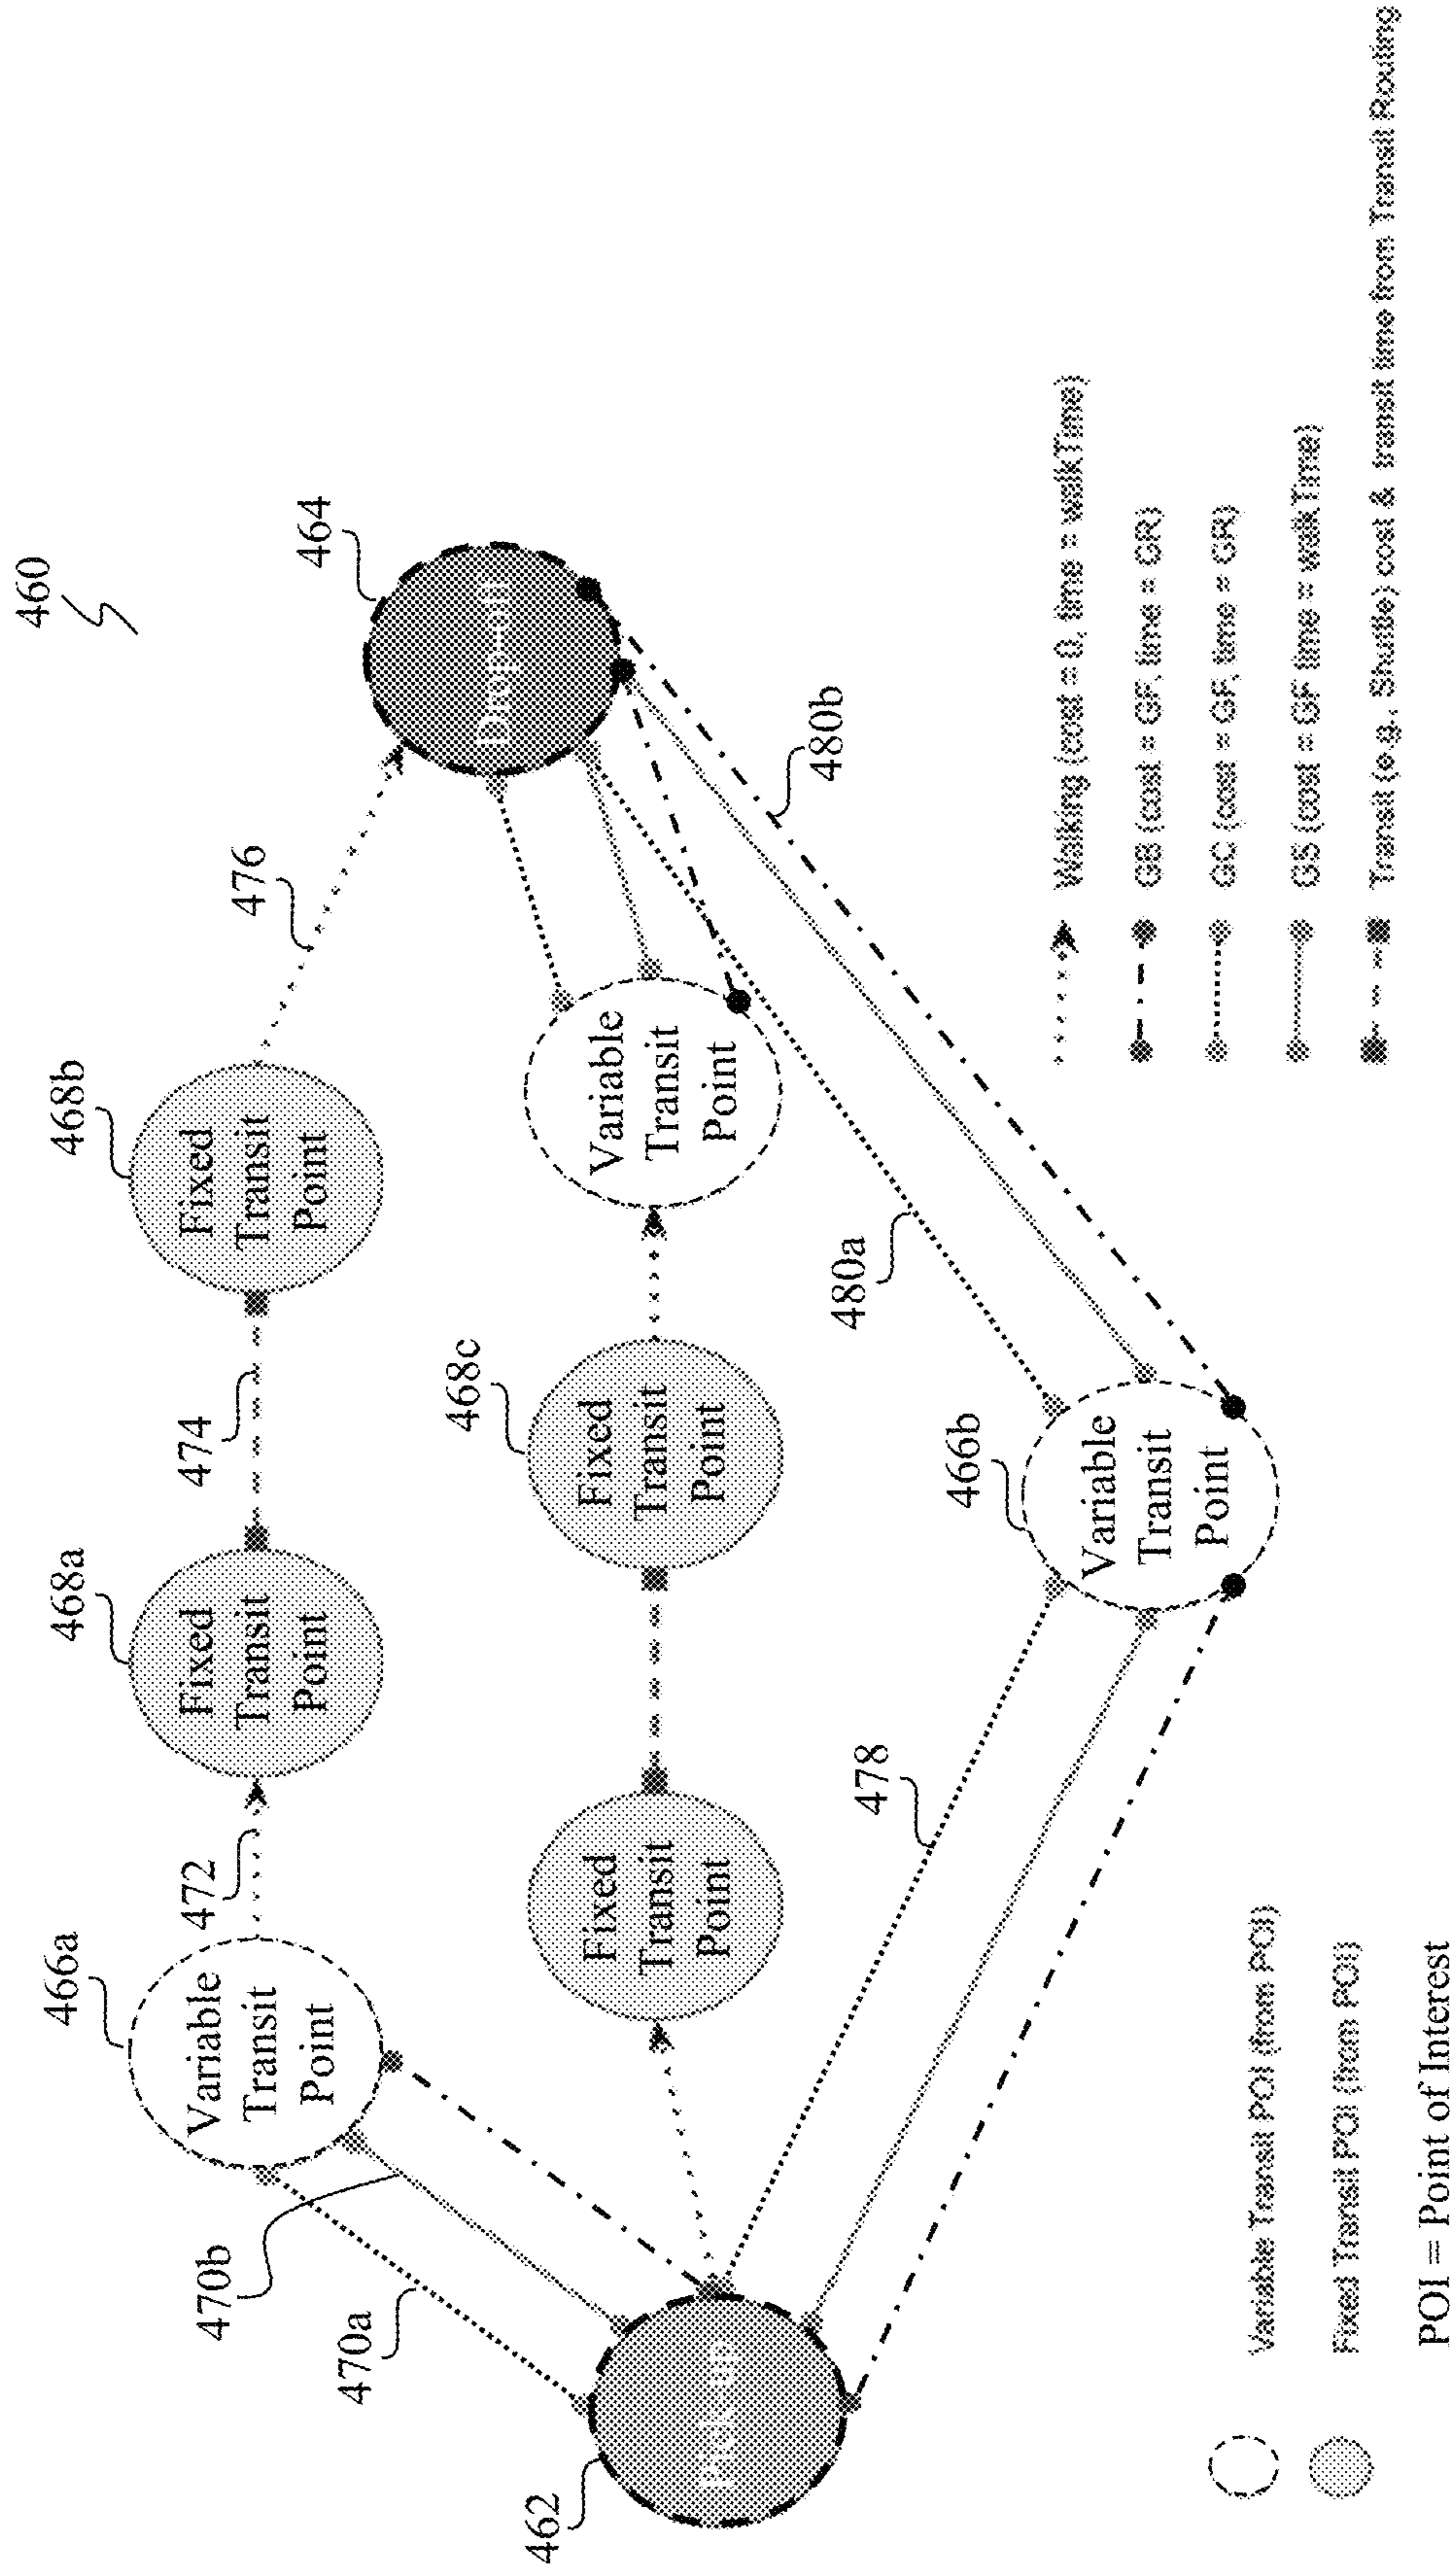 460
466a
472
468a
474
468b
476
464
Variable
Transit
Point
Fixed
Transit
Point
Fixed
Transit
Point
Drop-off
470b
470a
462
Pick-up
Fixed
Transit
Point
468c
Fixed
Transit
Point
Variable
Transit
Point
478
480a
480b
466b
Variable
Transit
Point
Variable Transit POI (from POI)
Fixed Transit POI (from POI)
POI = Point of Interest
Walking (cost = 0, time = walkTime)
GB (cost = GF, time = GR)
GC (cost = GF, time = GR)
GS (cost = GF time = walkTime)
Transit (e.g., Shuttle) cost & transit time from Transit Routing